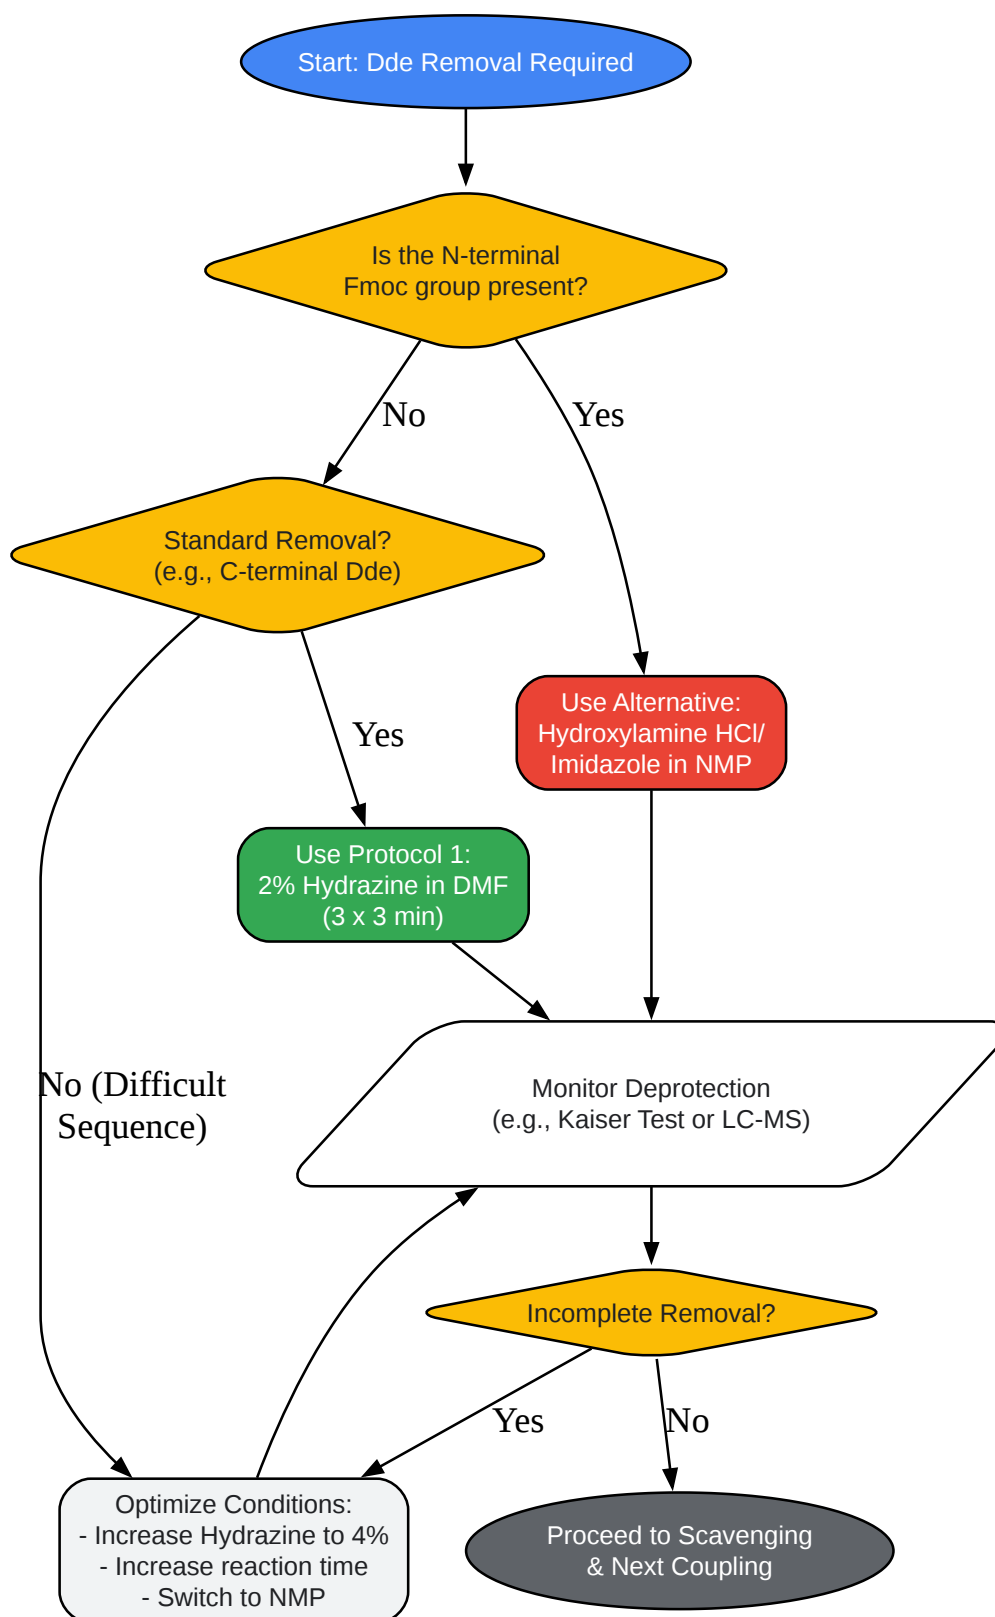 Start: Dde Removal Required
Is the N-terminal
Fmoc group present?
No
Yes
Standard Removal?
(e.g., C-terminal Dde)
Use Alternative:
Hydroxylamine HCl/
Imidazole in NMP
Yes
Use Protocol 1:
2% Hydrazine in DMF
(3 x 3 min)
No (Difficult
Sequence)
Monitor Deprotection
(e.g., Kaiser Test or LC-MS)
Incomplete Removal?
Yes
No
Optimize Conditions:
- Increase Hydrazine to 4%
- Increase reaction time
- Switch to NMP
Proceed to Scavenging
& Next Coupling